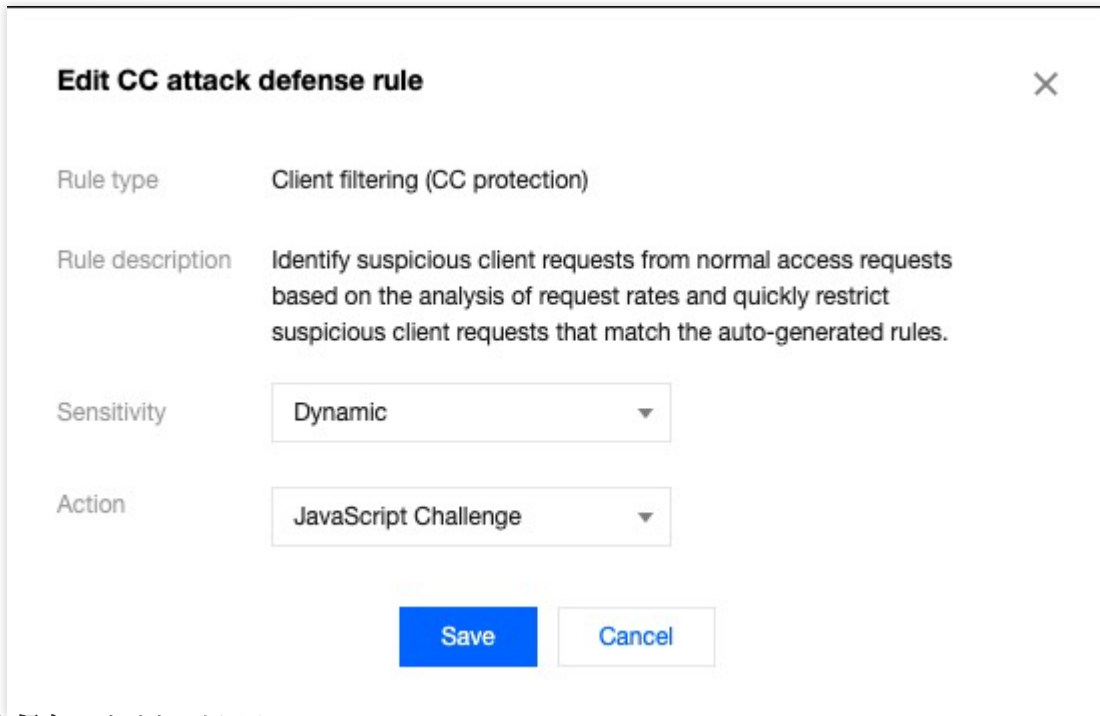 Edit CC attack defense rule
Rule type
Client filtering (CC protection)
Rule description
Identify suspicious client requests from normal access requests
based on the analysis of request rates and quickly restrict
suspicious client requests that match the auto-generated rules.
Sensitivity
Dynamic
Action
JavaScript Challenge
Save
Cancel